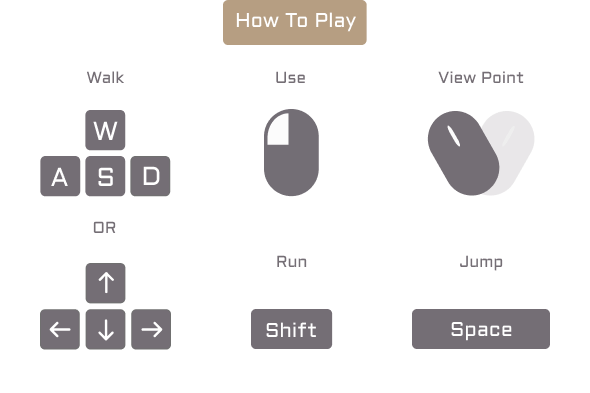 How To Play
Walk
Use
View Point
W
A S D
OR
Run
Jump
↑
← ↓ →
Shift
Space